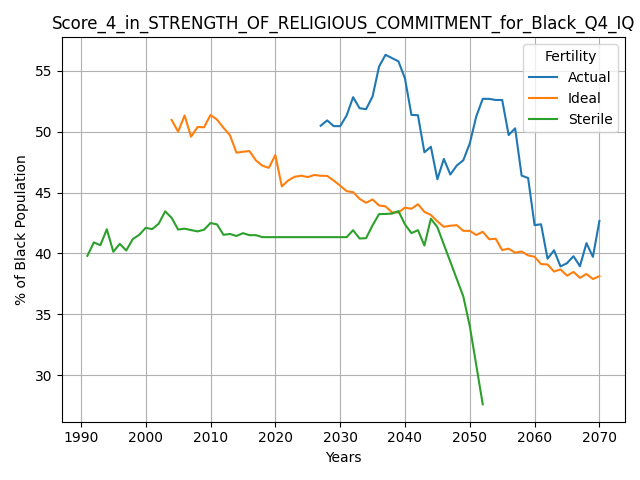 Score_4_in_STRENGTH_OF_RELIGIOUS_COMMITMENT_for_Black_Q4_IQ
Fertility
Actual
Ideal
Sterile
% of Black Population
55
50
45
40
35
30
1990 2000 2010 2020 2030 2040 2050 2060 2070
Years